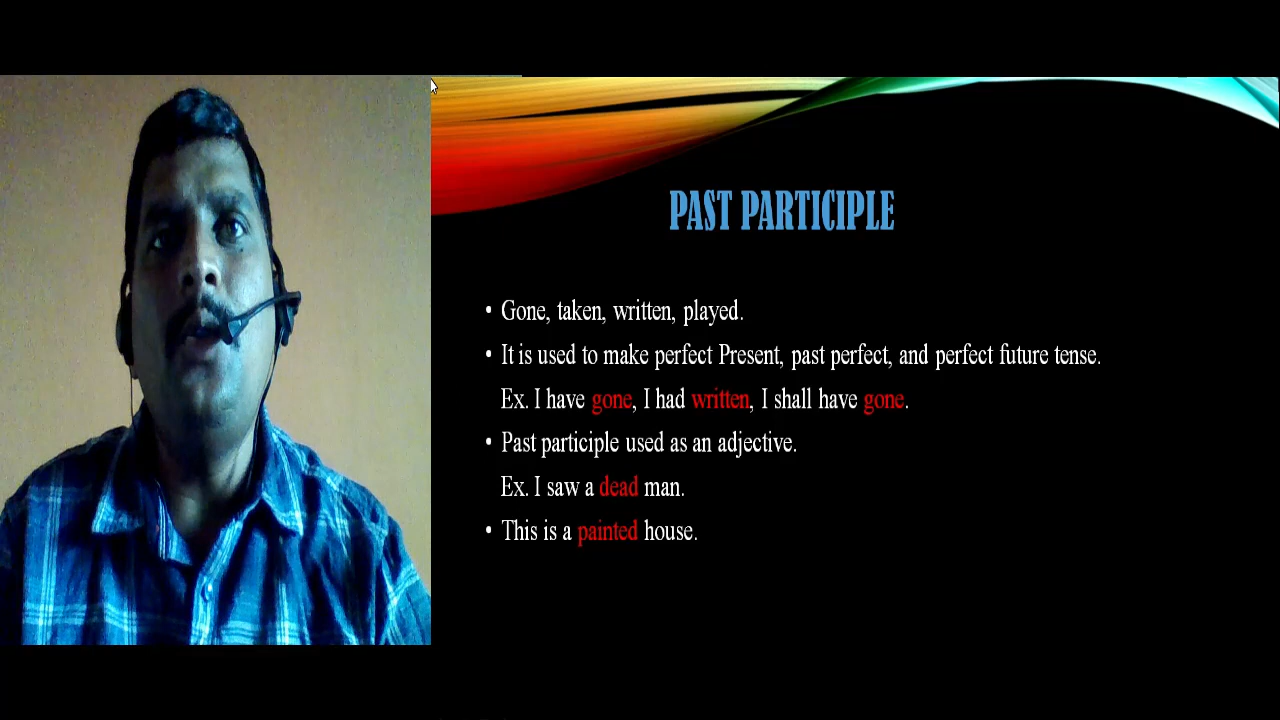 PAST PARTICIPLE
• Gone, taken, written, played.
• It is used to make perfect Present, past perfect, and perfect future tense.
Ex. I have gone, I had written, I shall have gone.
• Past participle used as an adjective.
Ex. I saw a dead man.
• This is a painted house.